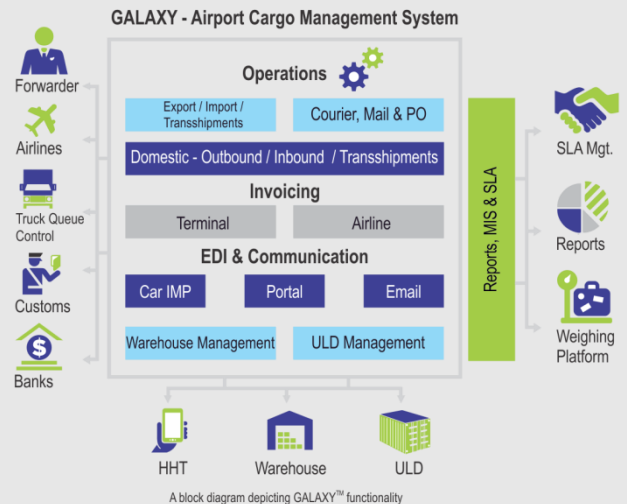 GALAXY - Airport Cargo Management System
Forwarder
Airlines
Truck Queue
Control
Customs
Banks
Operations
Export / Import /
Transshipments
Courier, Mail & PO
Domestic - Outbound / Inbound / Transshipments
Invoicing
Terminal
Airline
EDI & Communication
Car IMP
Portal
Email
Warehouse Management
ULD Management
Reports, MIS & SLA
SLA Mgt.
Reports
Weighing
Platform
HHT
Warehouse
ULD
A block diagram depicting GALAXY™ functionality